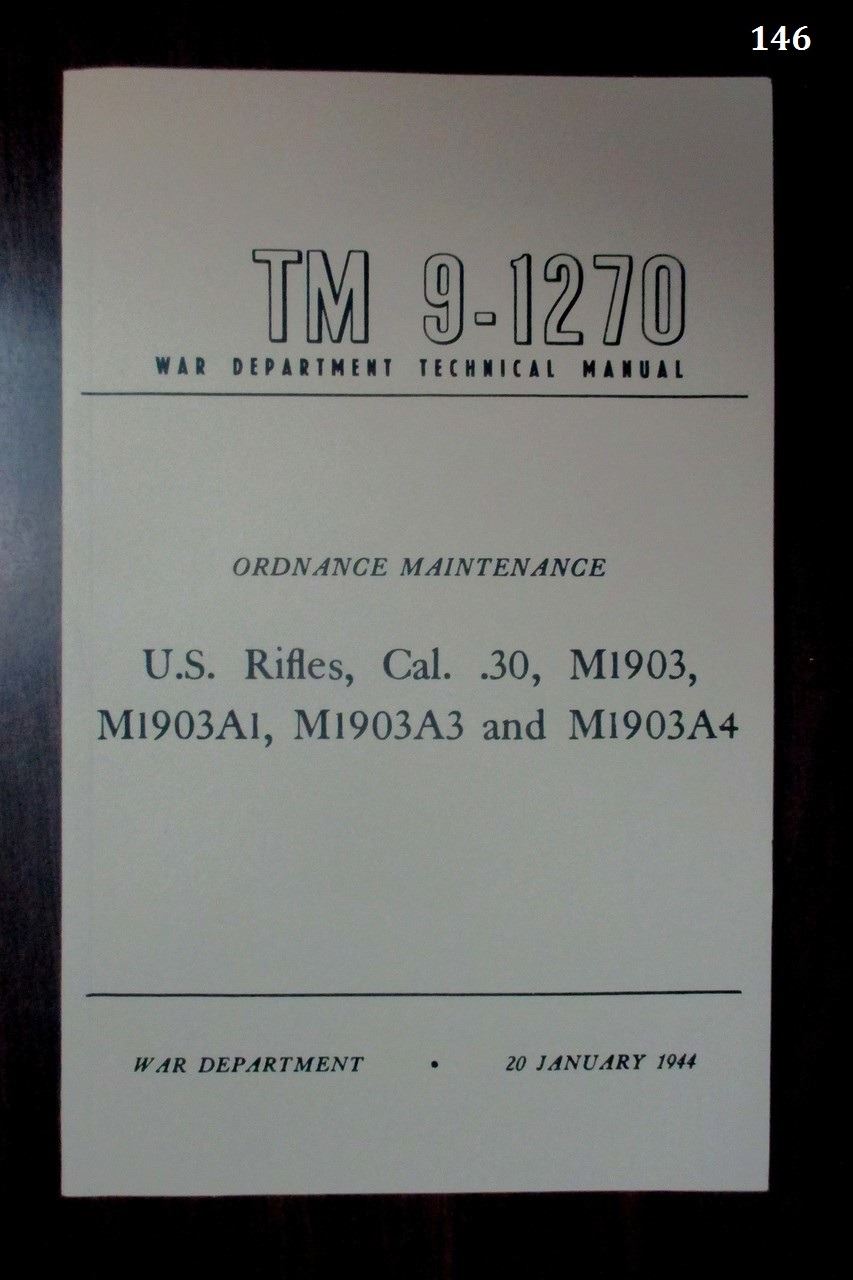 146
TM 9-1270
WAR DEPARTMENT TECHNICAL MANUAL
ORDNANCE MAINTENANCE
U.S. Rifles, Cal. .30, M1903,
M1903A1, M1903A3 and M1903A4
WAR DEPARTMENT • 20 JANUARY 1944